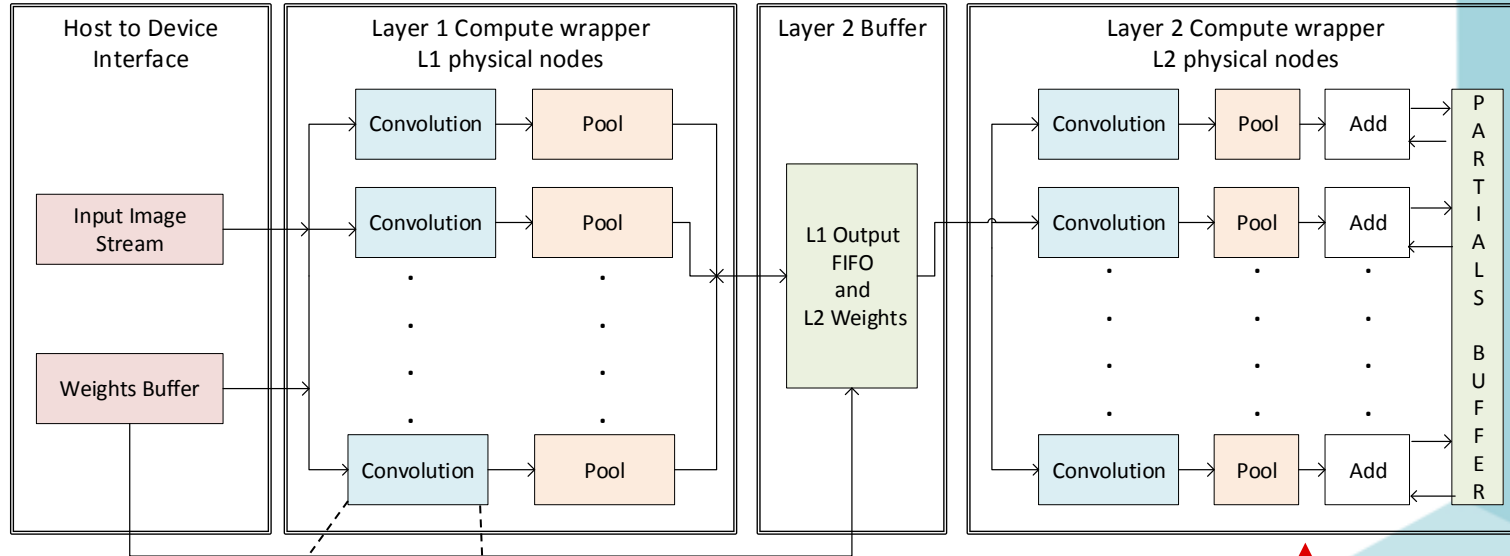 Host to Device
Interface
Input Image
Stream
Weights Buffer
Layer 1 Compute wrapper
L1 physical nodes
Convolution
Pool
Convolution
Pool
Convolution
Pool
Layer 2 Buffer
L1 Output
FIFO
and
L2 Weights
Layer 2 Compute wrapper
L2 physical nodes
Convolution
Pool
Add
Convolution
Pool
Add
Convolution
Pool
Add
PARTIALS BUFFER